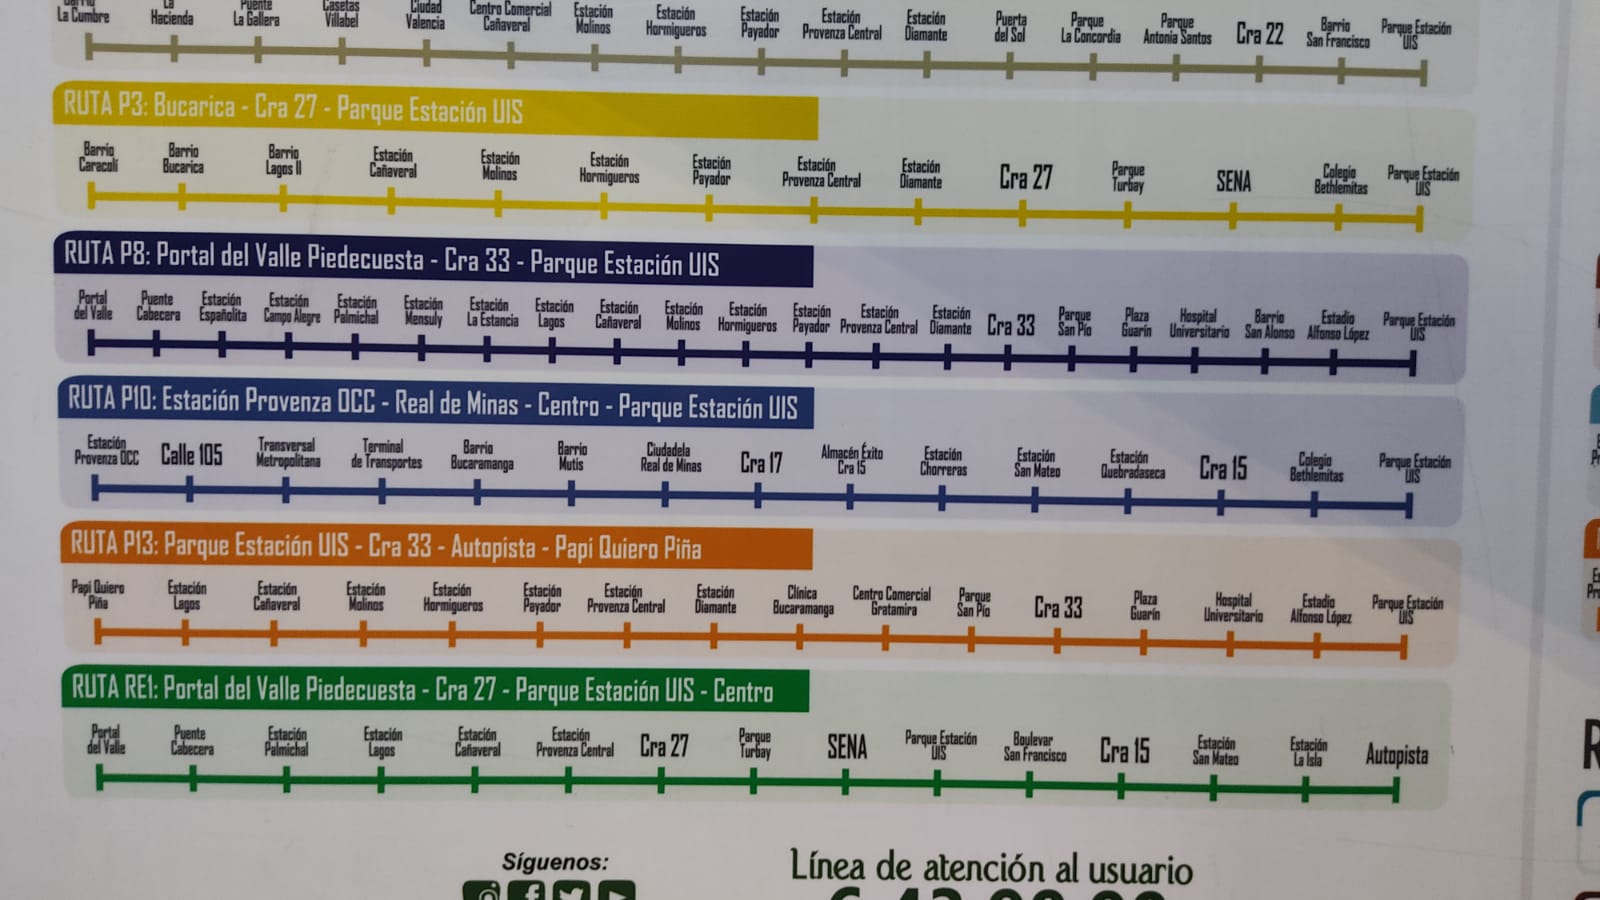 La Cumbre
La Hacienda
Puente La Gallera
Casetas Villabel
Ciudad Valencia
Centro Comercial Cañaveral
Estación Molinos
Estación Hormigueros
Estación Payador
Estación Provenza Central
Estación Diamante
Puerta del Sol
Parque La Concordia
Parque Antonia Santos
Cra 22
Barrio San Francisco
Parque Estación UIS
RUTA P3: Bucarica - Cra 27 - Parque Estación UIS
Barrio Caracolí
Barrio Bucarica
Barrio Lagos II
Estación Cañaveral
Estación Molinos
Estación Hormigueros
Estación Payador
Estación Provenza Central
Estación Diamante
Cra 27
Parque Turbay
SENA
Colegio Bethlemitas
Parque Estación UIS
RUTA P8: Portal del Valle Piedecuesta - Cra 33 - Parque Estación UIS
Portal del Valle
Puente Cabecera
Estación Españolita
Estación Campo Alegre
Estación Palmichal
Estación Mensuly
Estación La Estancia
Estación Lagos
Estación Cañaveral
Estación Molinos
Estación Hormigueros
Estación Payador
Estación Provenza Central
Estación Diamante
Cra 33
Parque San Pío
Plaza Guarín
Hospital Universitario
Barrio San Alonso
Estadio Alfonso López
Parque Estación UIS
RUTA P10: Estación Provenza OCC - Real de Minas - Centro - Parque Estación UIS
Estación Provenza OCC
Calle 105
Transversal Metropolitana
Terminal de Transportes
Barrio Bucaramanga
Barrio Mutis
Ciudadela Real de Minas
Cra 17
Almacén Éxito Cra 15
Estación Chorreras
Estación San Mateo
Estación Quebradaseca
Cra 15
Colegio Bethlemitas
Parque Estación UIS
RUTA P13: Parque Estación UIS - Cra 33 - Autopista - Papi Quiero Piña
Papi Quiero Piña
Estación Lagos
Estación Cañaveral
Estación Molinos
Estación Hormigueros
Estación Payador
Estación Provenza Central
Estación Diamante
Clínica Bucaramanga
Centro Comercial Gratamira
Parque San Pío
Cra 33
Plaza Guarín
Hospital Universitario
Estadio Alfonso López
Parque Estación UIS
RUTA RE1: Portal del Valle Piedecuesta - Cra 27 - Parque Estación UIS - Centro
Portal del Valle
Puente Cabecera
Estación Palmichal
Estación Lagos
Estación Cañaveral
Estación Provenza Central
Cra 27
Parque Turbay
SENA
Parque Estación UIS
Boulevar San Francisco
Cra 15
Estación San Mateo
Estación La Isla
Autopista
Síguenos:
Línea de atención al usuario